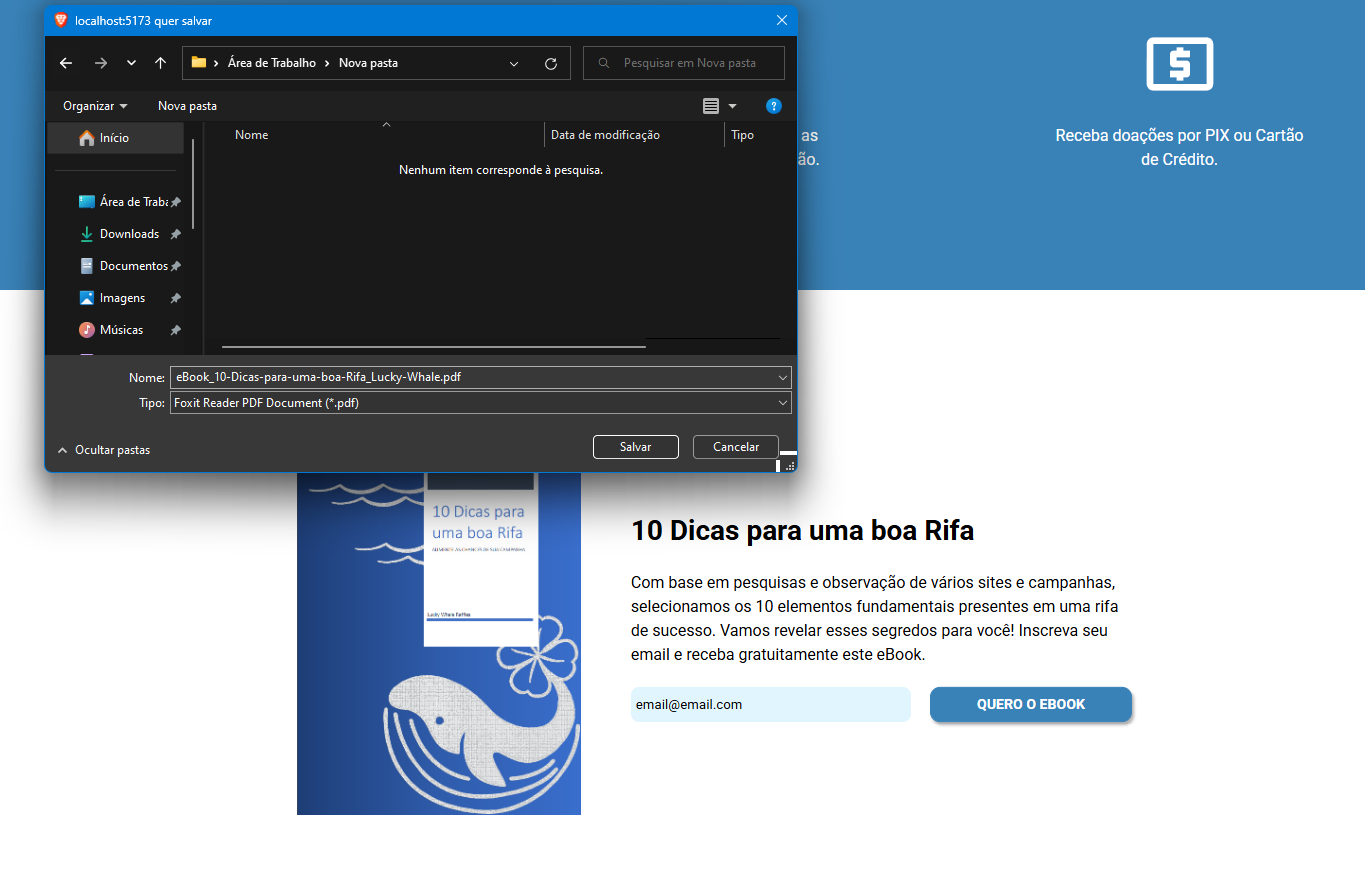 localhost:5173 quer salvar
Área de Trabalho
Nova pasta
Pesquisar em Nova pasta
Organizar
Nova pasta
?
Início
Nome
Data de modificação
Tipo
Nenhum item corresponde à pesquisa.
Área de Traba
Downloads
Documentos
Imagens
Músicas
Nome:
eBook_10-Dicas-para-uma-boa-Rifa_Lucky-Whale.pdf
Tipo:
Foxit Reader PDF Document (*.pdf)
Ocultar pastas
Salvar
Cancelar
as
ão.
Receba doações por PIX ou Cartão
de Crédito.
10 Dicas para
uma boa Rifa
AUMENTE AS CHANCES DE SUA CAMPANHA
Lucky Whale Raffles
10 Dicas para uma boa Rifa
Com base em pesquisas e observação de vários sites e campanhas,
selecionamos os 10 elementos fundamentais presentes em uma rifa
de sucesso. Vamos revelar esses segredos para você! Inscreva seu
email e receba gratuitamente este eBook.
email@email.com
QUERO O EBOOK